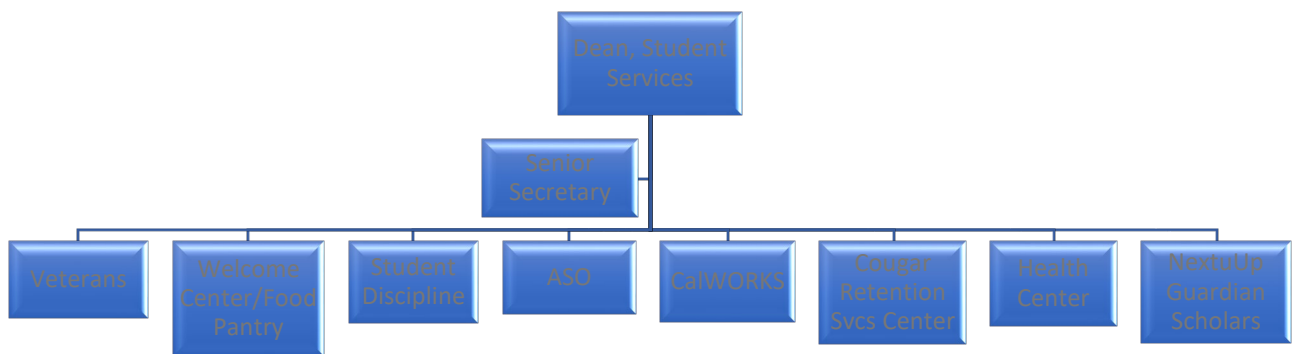 Dean, Student
Services
Senior
Secretary
Veterans
Welcome
Center/Food
Pantry
Student
Discipline
ASO
CalWORKS
Cougar
Retention
Svcs Center
Health
Center
NextuUp
Guardian
Scholars